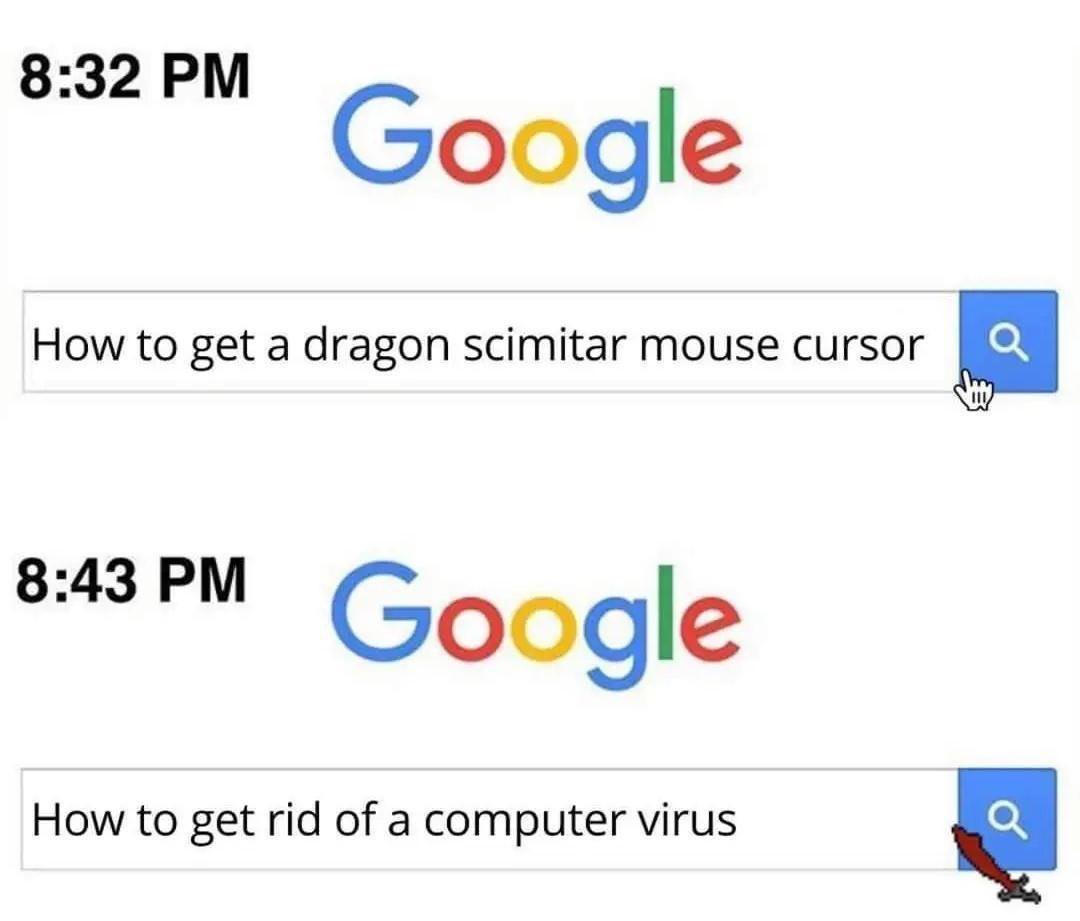 8:32 PM
Google
How to get a dragon scimitar mouse cursor
8:43 PM
Google
How to get rid of a computer virus